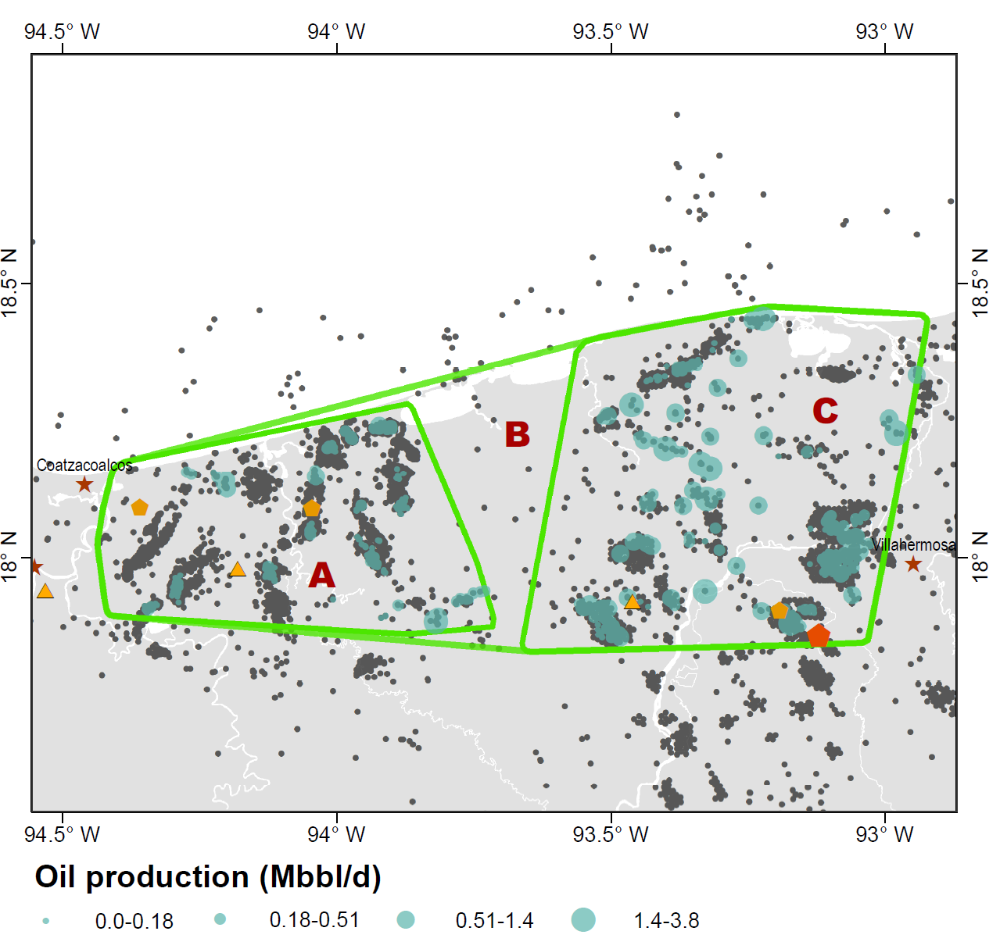 94.5° W 94° W 93.5° W 93° W
18.5° N 18.5° N
B C
Coatzacoalcos
Villahermosa
18° N 18° N
A
94.5° W 94° W 93.5° W 93° W
Oil production (Mbbl/d)
0.0-0.18 0.18-0.51 0.51-1.4 1.4-3.8